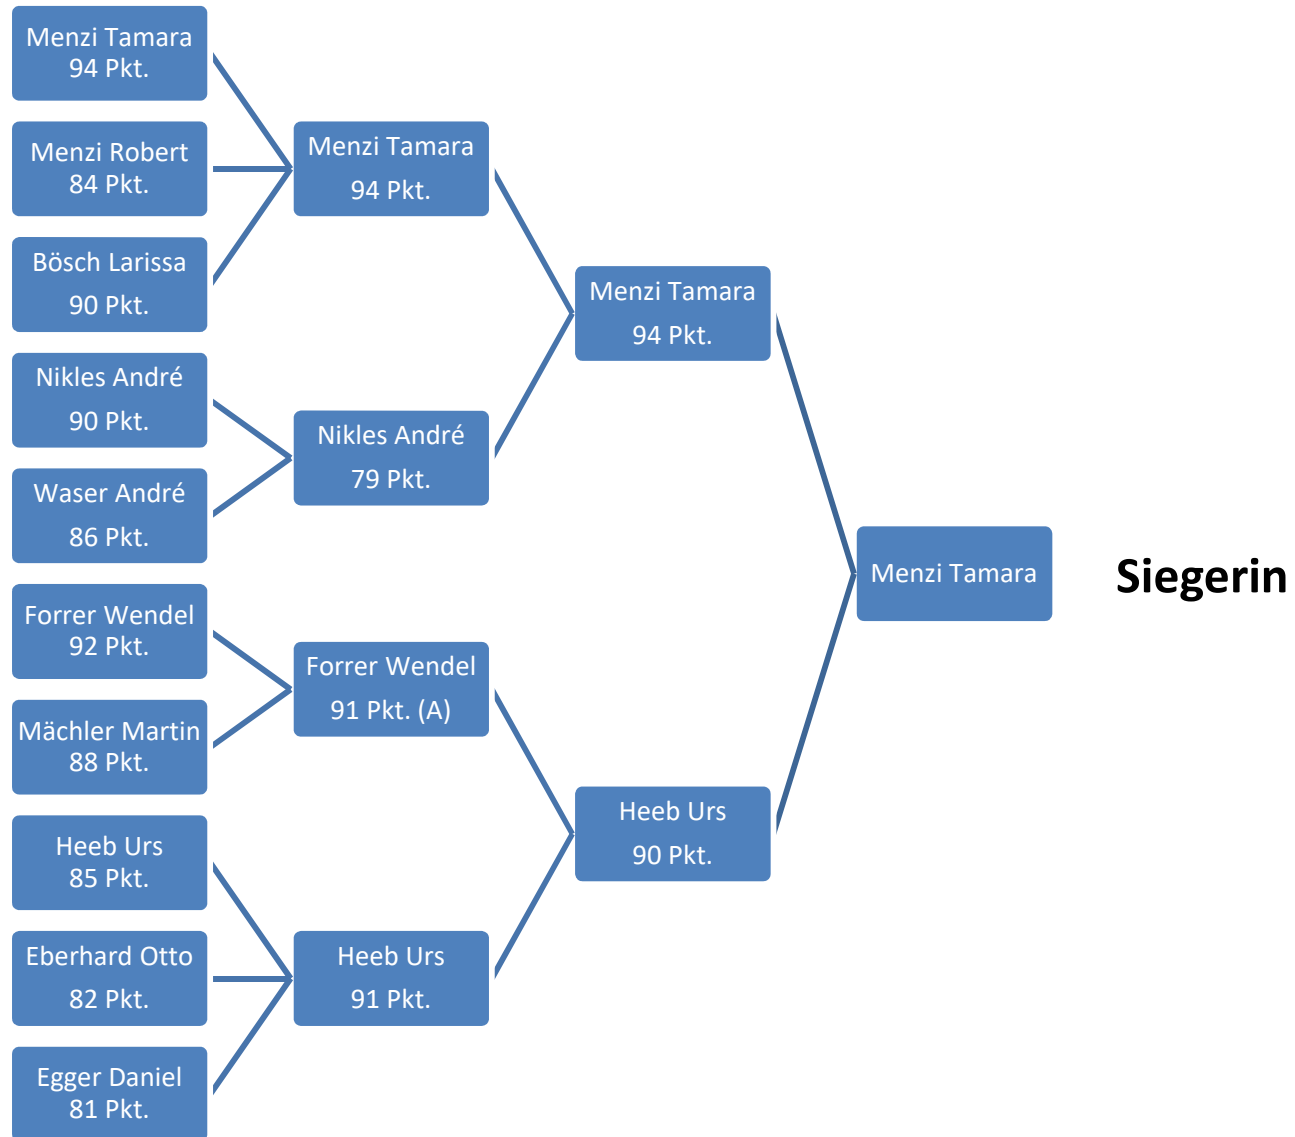 Menzi Tamara
94 Pkt.
Menzi Robert
84 Pkt.
Bösch Larissa
90 Pkt.
Nikles André
90 Pkt.
Waser André
86 Pkt.
Forrer Wendel
92 Pkt.
Mächler Martin
88 Pkt.
Heeb Urs
85 Pkt.
Eberhard Otto
82 Pkt.
Egger Daniel
81 Pkt.
Menzi Tamara
94 Pkt.
Nikles André
79 Pkt.
Forrer Wendel
91 Pkt. (A)
Heeb Urs
91 Pkt.
Menzi Tamara
94 Pkt.
Heeb Urs
90 Pkt.
Menzi Tamara
Siegerin